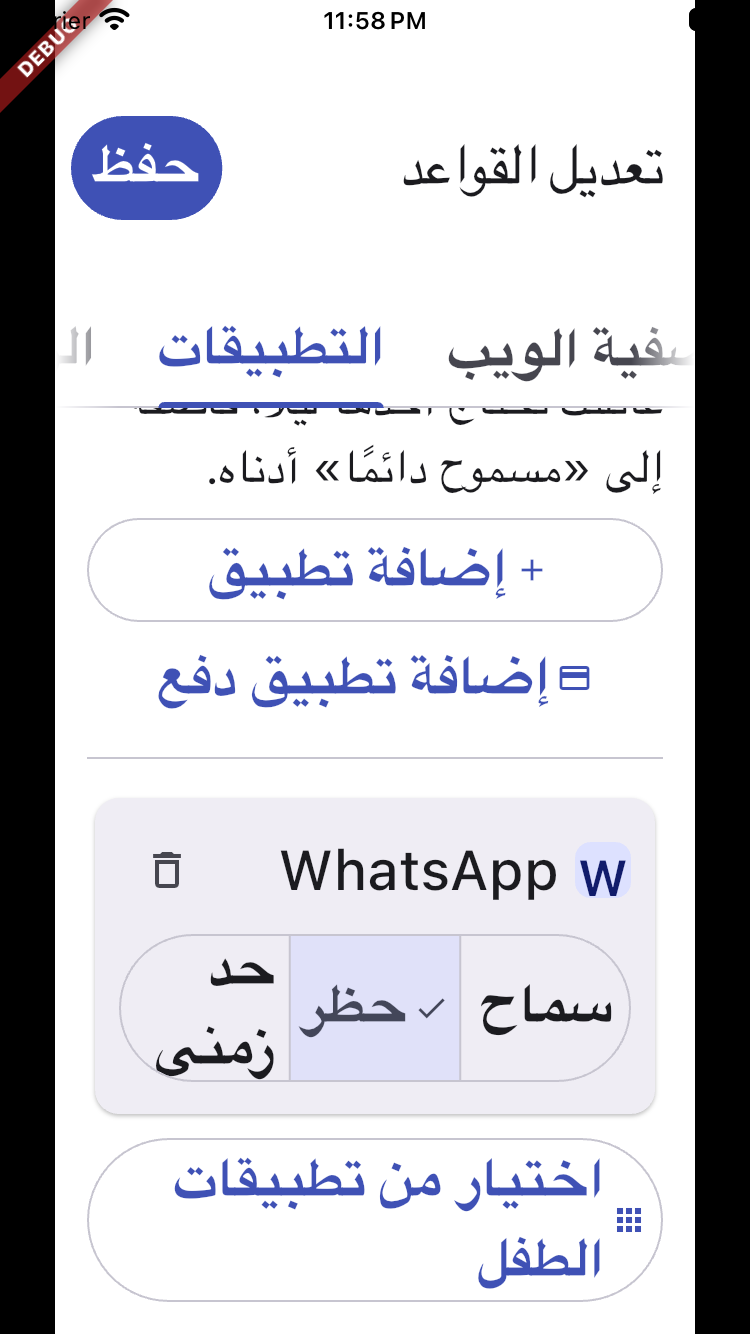 11:58 PM
DEBUG
تعديل القواعد
حفظ
التطبيقات
الويب
إلى «مسموح دائمًا» أدناه.
+ إضافة تطبيق
إضافة تطبيق دفع
W WhatsApp
سماح
حظر
حد
زمني
اختيار من تطبيقات
الطفل